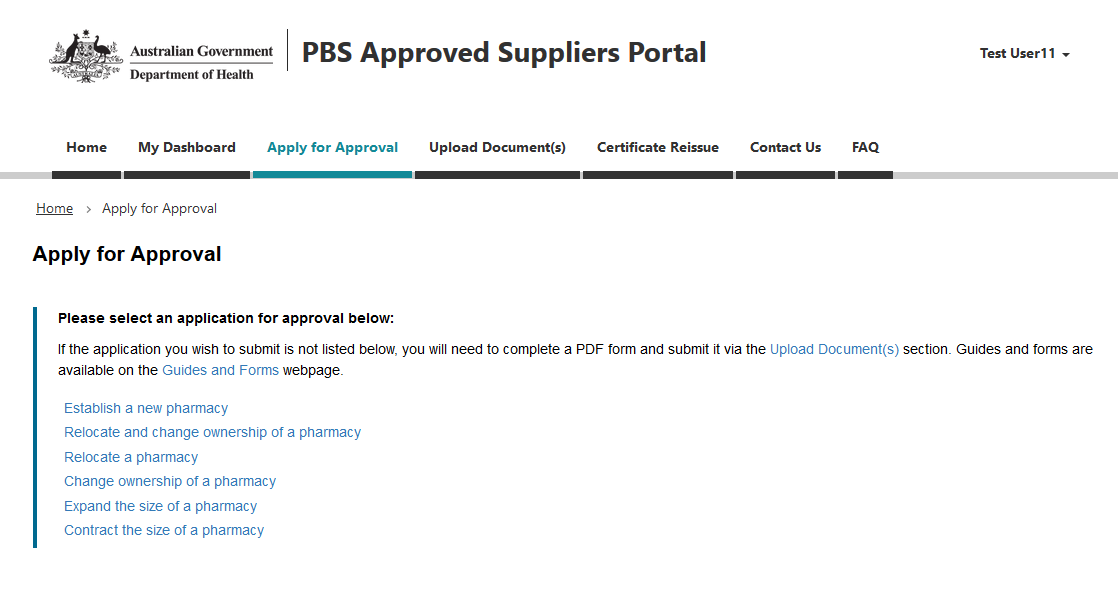 Australian Government
Department of Health
PBS Approved Suppliers Portal
Test User11
Home My Dashboard Apply for Approval Upload Document(s) Certificate Reissue Contact Us FAQ
Home > Apply for Approval
Apply for Approval
Please select an application for approval below:
If the application you wish to submit is not listed below, you will need to complete a PDF form and submit it via the Upload Document(s) section. Guides and forms are
available on the Guides and Forms webpage.
Establish a new pharmacy
Relocate and change ownership of a pharmacy
Relocate a pharmacy
Change ownership of a pharmacy
Expand the size of a pharmacy
Contract the size of a pharmacy